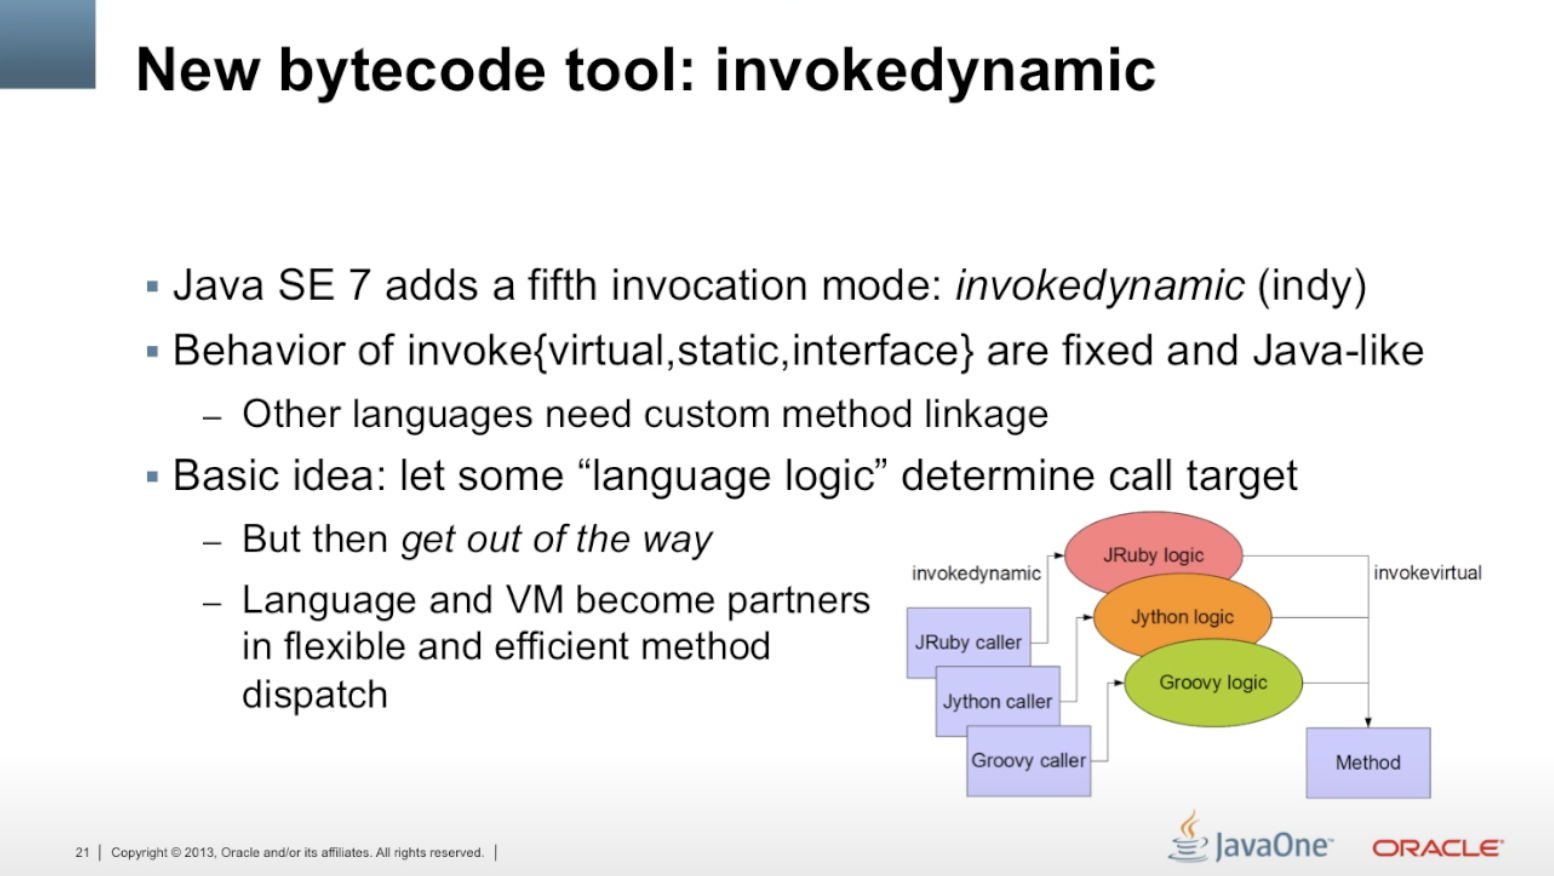 New bytecode tool: invokedynamic
▪ Java SE 7 adds a fifth invocation mode: invokedynamic (indy)
▪ Behavior of invoke{virtual,static,interface} are fixed and Java-like
– Other languages need custom method linkage
▪ Basic idea: let some “language logic” determine call target
– But then get out of the way
– Language and VM become partners
in flexible and efficient method
dispatch
invokedynamic
JRuby logic
invokevirtual
Jython logic
JRuby caller
Groovy logic
Jython caller
Groovy caller
Method
21 | Copyright © 2013, Oracle and/or its affiliates. All rights reserved. |
JavaOne™
ORACLE®